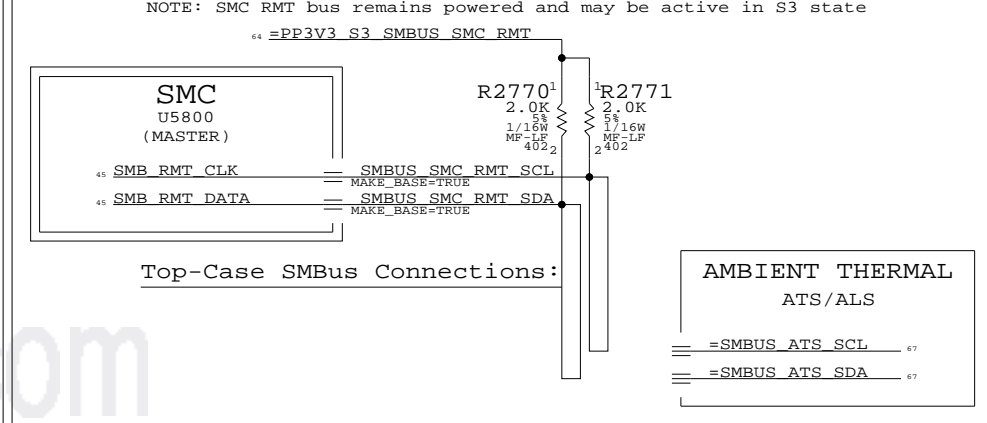 NOTE: SMC RMT bus remains powered and may be active in S3 state
64 =PP3V3_S3_SMBUS_SMC_RMT
SMC
U5800
(MASTER)
R2770 1
2.0K
5%
1/16W
MF-LF
402 2
1 R2771
2.0K
5%
1/16W
MF-LF
2 402
45 SMB_RMT_CLK
SMBUS_SMC_RMT_SCL
MAKE_BASE=TRUE
45 SMB_RMT_DATA
SMBUS_SMC_RMT_SDA
MAKE_BASE=TRUE
Top-Case SMBus Connections:
AMBIENT THERMAL
ATS/ALS
=SMBUS_ATS_SCL 67
=SMBUS_ATS_SDA 67
com